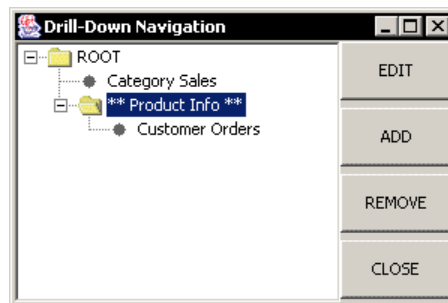 Drill-Down Navigation
ROOT
Category Sales
** Product Info **
Customer Orders
EDIT
ADD
REMOVE
CLOSE